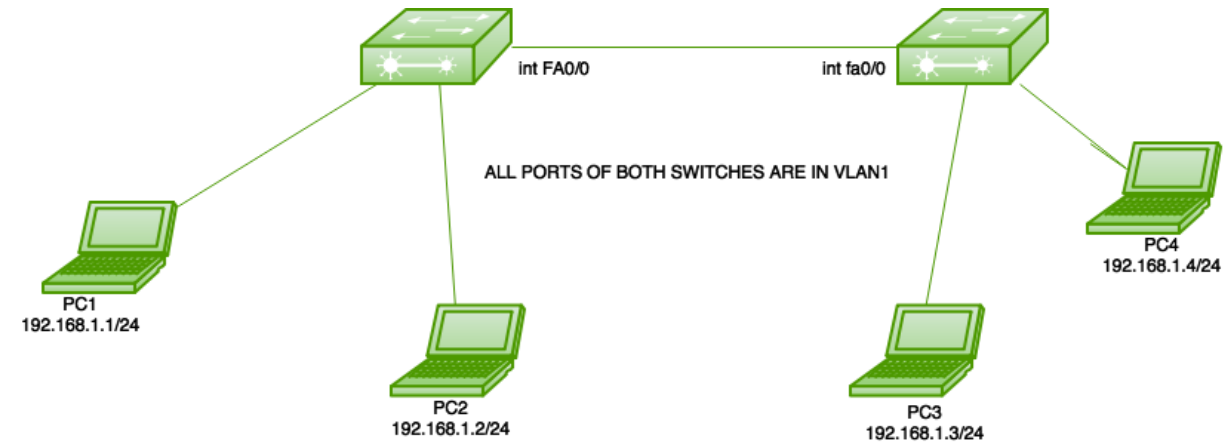 int FA0/0
int fa0/0
ALL PORTS OF BOTH SWITCHES ARE IN VLAN1
PC4
192.168.1.4/24
PC1
192.168.1.1/24
PC2
192.168.1.2/24
PC3
192.168.1.3/24